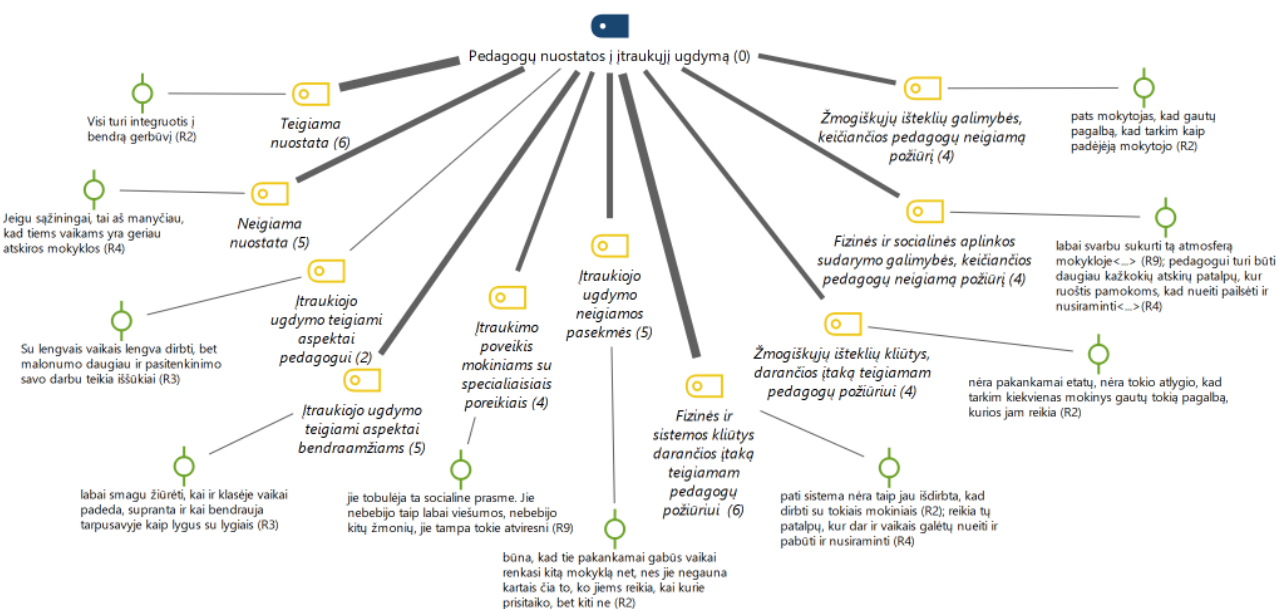 Pedagogų nuostatos į įtraukųjį ugdymą (0)
Visi turi integruotis į
bendrą gerbūvį (R2)
Teigiama
nuostata (6)
Jeigu sąžiningai, tai aš manyčiau,
kad tiems vaikams yra geriau
atskiros mokyklos (R4)
Neigiama
nuostata (5)
Su lengvais vaikais lengva dirbti, bet
malonumo daugiau ir pasitenkinimo
savo darbu teikia iššūkiai (R3)
Įtraukiojo
ugdymo teigiami
aspektai
pedagogui (2)
labai smagu žiūrėti, kai ir klasėje vaikai
padeda, supranta ir kai bendrauja
tarpusavyje kaip lygus su lygiais (R3)
Įtraukiojo ugdymo
teigiami aspektai
bendraamžiams (5)
Įtraukimo
poveikis
mokiniams su
specialiaisiais
poreikiais (4)
jie tobulėja ta socialine prasme. Jie
nebebijo taip labai viešumos, nebebijo
kitų žmonių, jie tampa tokie atviresni (R9)
Įtraukiojo
ugdymo
neigiamos
pasekmės (5)
būna, kad tie pakankamai gabūs vaikai
renkasi kitą mokyklą net, nes jie negauna
kartais čia to, ko jiems reikia, kai kurie
prisitaiko, bet kiti ne (R2)
Fizinės ir
sistemos kliūtys
darančios įtaką
teigiamam
pedagogų
požiūriui (6)
pati sistema nėra taip jau išdirbta, kad
dirbti su tokiais mokiniais (R2); reikia tų
patalpų, kur dar ir vaikais galėtų nueiti ir
pabūti ir nusiraminti (R4)
Žmogiškųjų išteklių kliūtys,
darančios įtaką teigiamam
pedagogų požiūriui (4)
nėra pakankamai etatų, nėra tokio atlygio, kad
tarkim kiekvienas mokinys gautų tokią pagalbą,
kurios jam reikia (R2)
Fizinės ir socialinės aplinkos
sudarymo galimybės, keičiančios
pedagogų neigiamą požiūrį (4)
labai svarbu sukurti tą atmosferą
mokykloje<...> (R9); pedagogui turi būti
daugiau kažkokių atskirų patalpų, kur
ruoštis pamokoms, kad nueiti pailsėti ir
nusiraminti<...>(R4)
Žmogiškųjų išteklių galimybės,
keičiančios pedagogų neigiamą
požiūrį (4)
pats mokytojas, kad gautų
pagalbą, kad tarkim kaip
padėjėją mokytojo (R2)